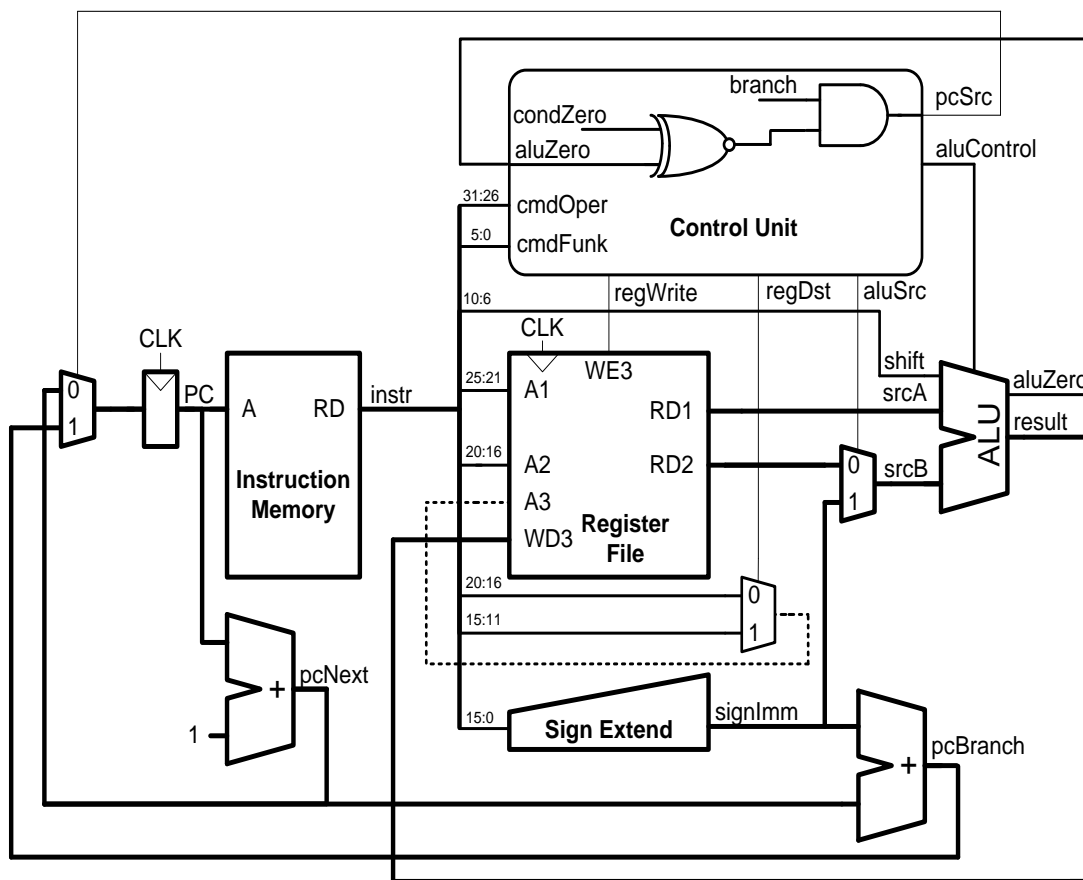 branch
pcSrc
condZero
aluZero
aluControl
31:26
cmdOper
5:0
cmdFunk
Control Unit
10:6
regWrite
regDst
aluSrc
CLK
CLK
shift
WE3
0
1
PC
A
RD
instr
25:21
A1
RD1
srcA
aluZero
result
ALU
20:16
A2
RD2
0
1
srcB
Instruction
Memory
A3
WD3
Register
File
20:16
0
15:11
1
pcNext
+
1
15:0
Sign Extend
signImm
pcBranch
+